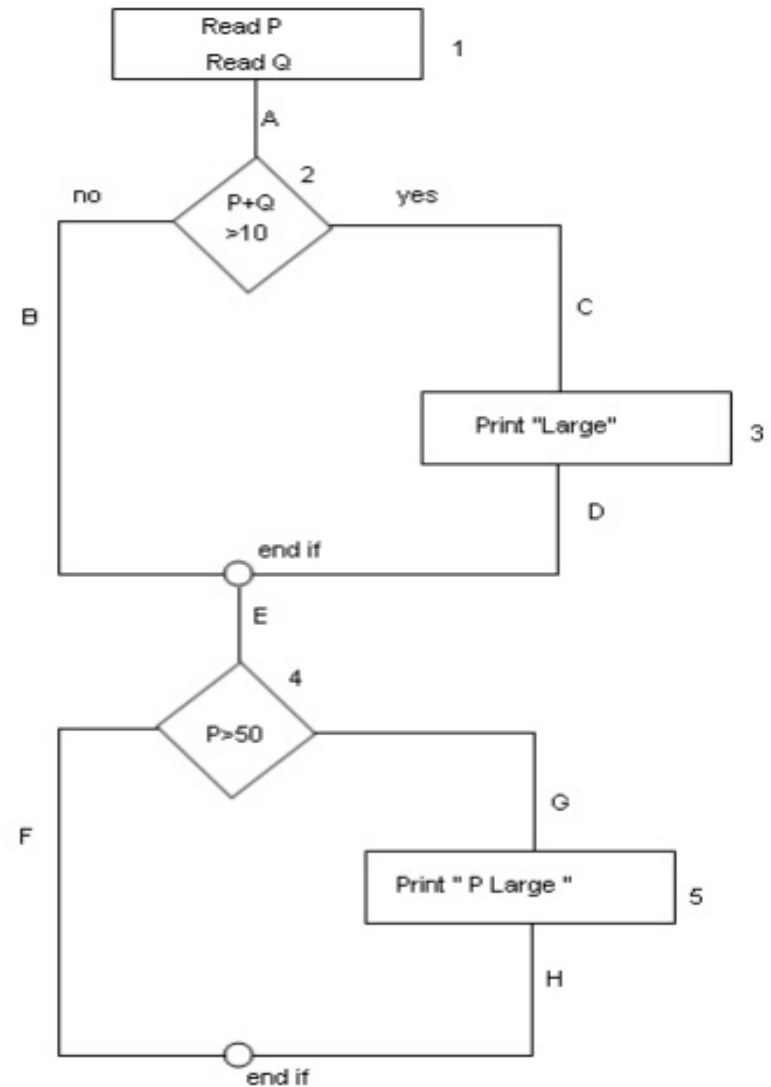 Read P
Read Q
1
A
2
no
P+Q
>10
yes
B
C
Print "Large"
3
D
end if
E
4
P>50
F
G
Print " P Large "
5
H
end if